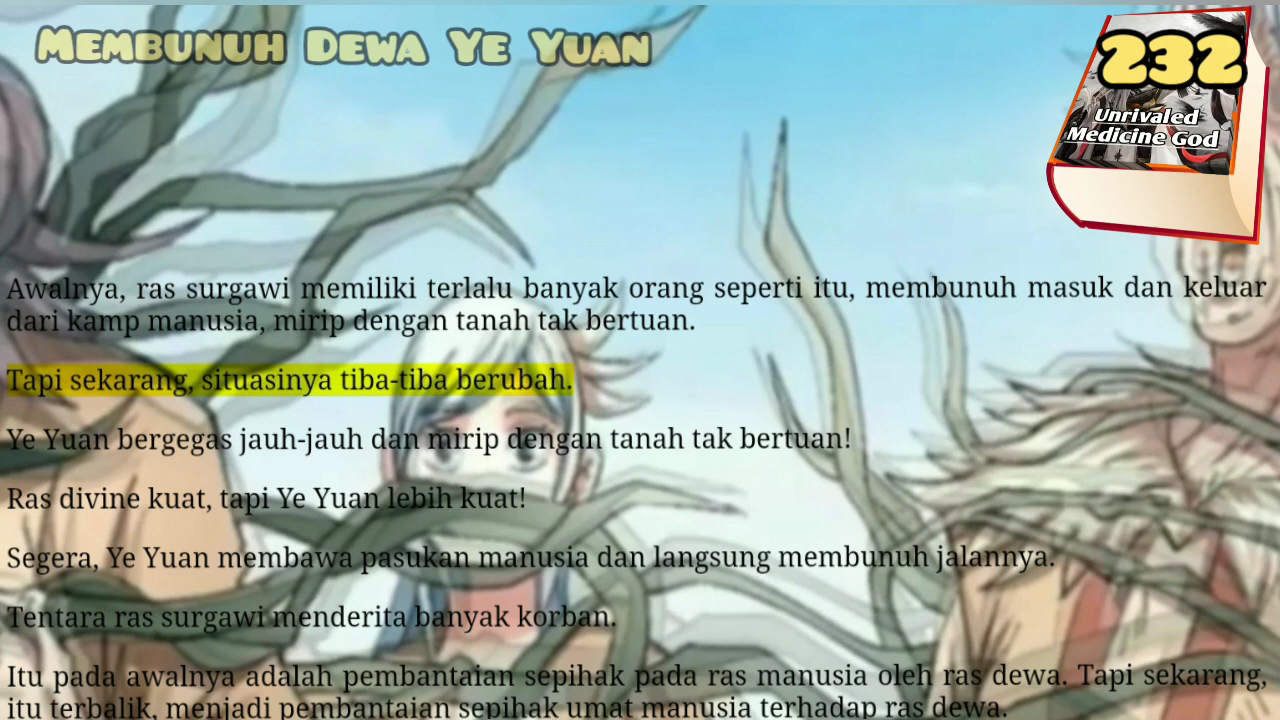 Membunuh Dewa Ye Yuan
232
Unrivaled
Medicine God
Awalnya, ras surgawi memiliki terlalu banyak orang seperti itu, membunuh masuk dan keluar
dari kamp manusia, mirip dengan tanah tak bertuan.
Tapi sekarang, situasinya tiba-tiba berubah.
Ye Yuan bergegas jauh-jauh dan mirip dengan tanah tak bertuan!
Ras divine kuat, tapi Ye Yuan lebih kuat!
Segera, Ye Yuan membawa pasukan manusia dan langsung membunuh jalannya.
Tentara ras surgawi menderita banyak korban.
Itu pada awalnya adalah pembantaian sepihak pada ras manusia oleh ras dewa. Tapi sekarang,
itu terbalik, menjadi pembantaian sepihak umat manusia terhadap ras dewa.